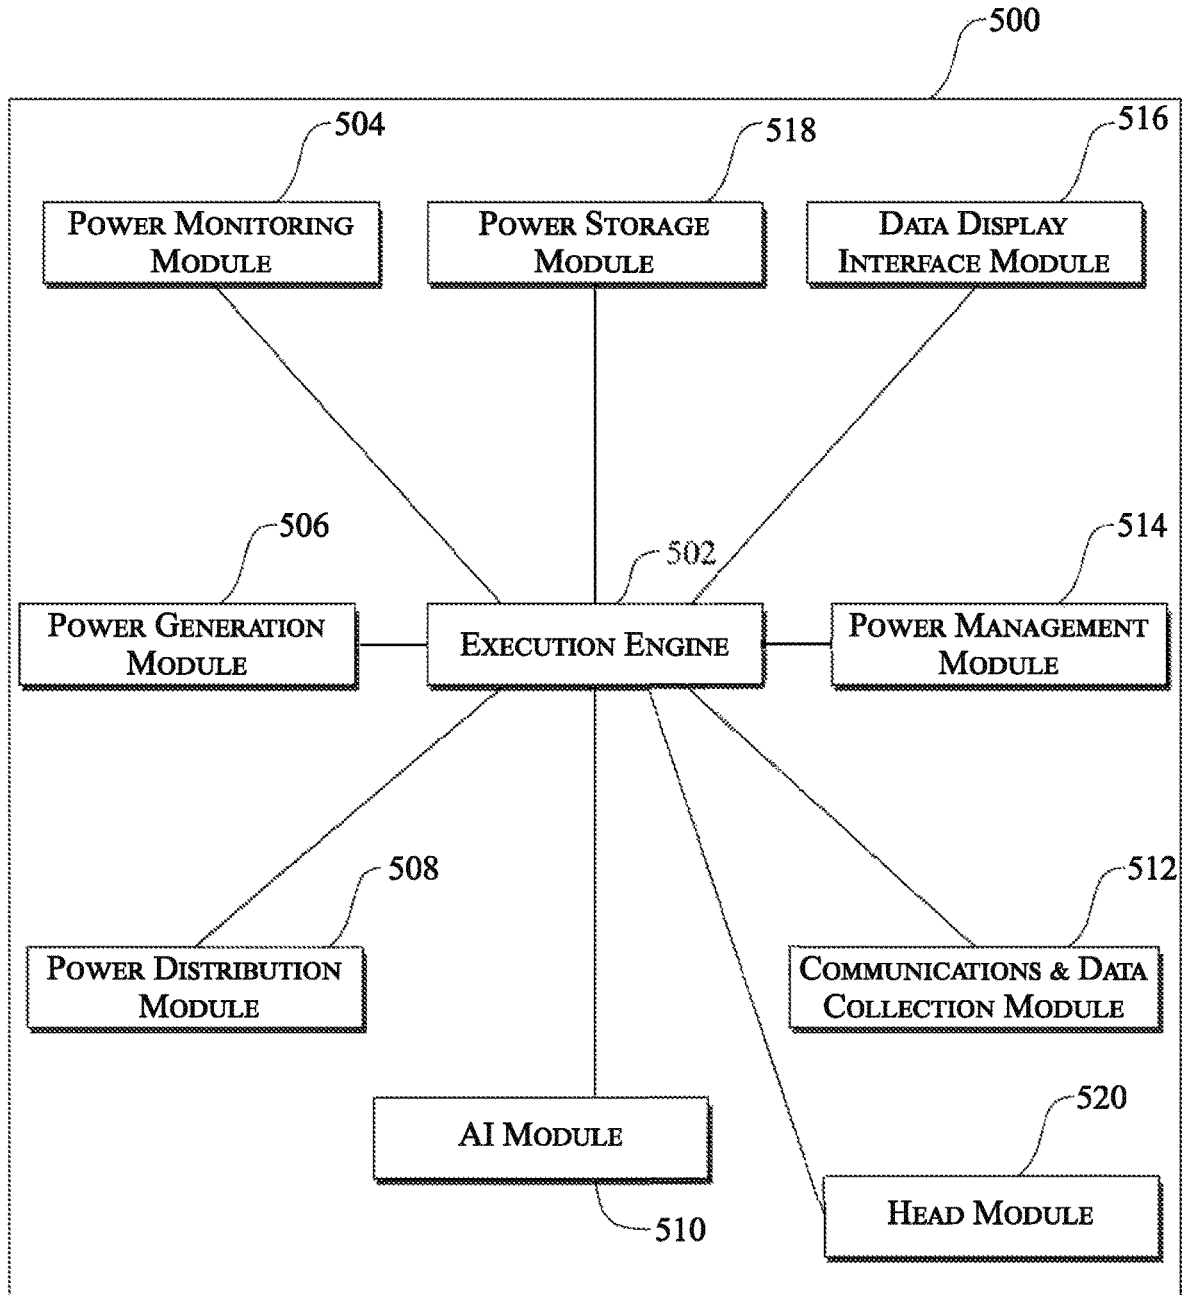 500
504
518
516
POWER MONITORING
MODULE
POWER STORAGE
MODULE
DATA DISPLAY
INTERFACE MODULE
506
502
514
POWER GENERATION
MODULE
EXECUTION ENGINE
POWER MANAGEMENT
MODULE
508
512
POWER DISTRIBUTION
MODULE
COMMUNICATIONS & DATA
COLLECTION MODULE
AI MODULE
510
520
HEAD MODULE